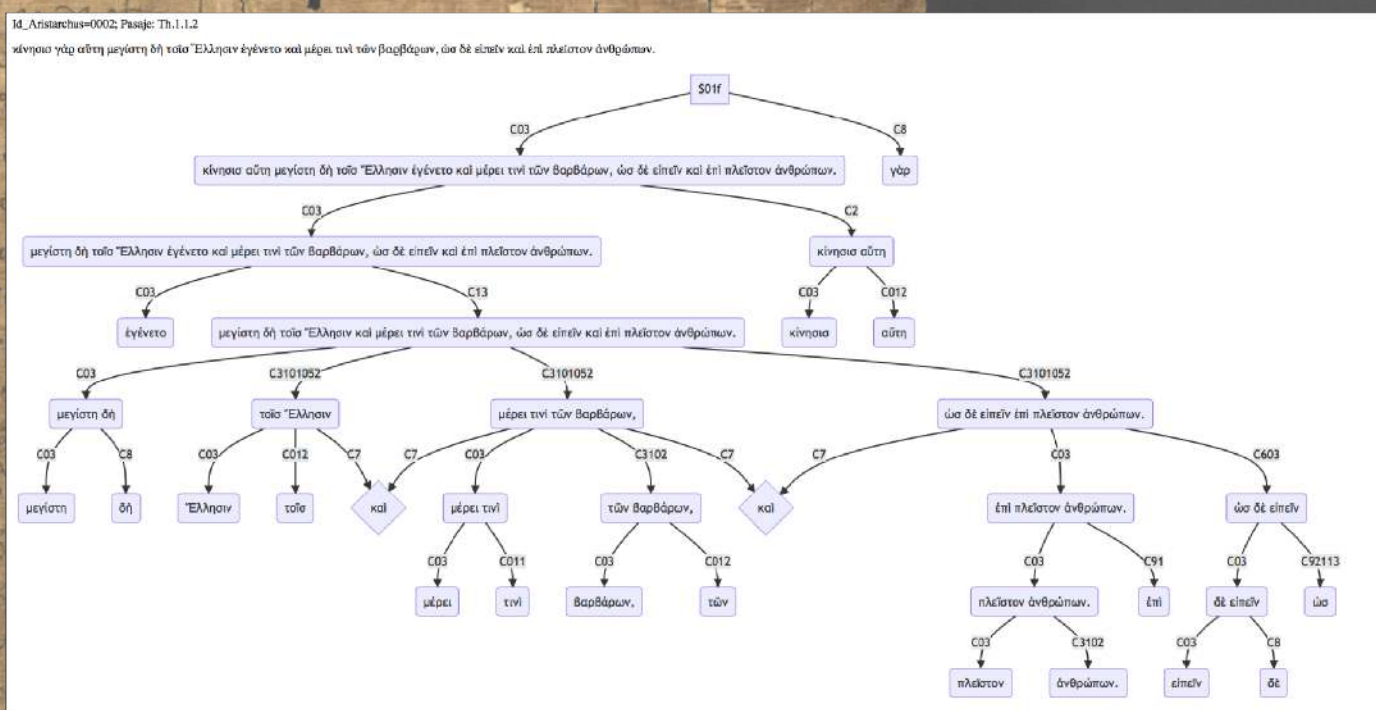 Id_Aristarchus=0002; Pasaje: Th.1.1.2
κίνησισ γὰρ αὕτη μεγίστη δὴ τοῖσ Ἕλλησιν ἐγένετο καὶ μέρει τινὶ τῶν βαρβάρων, ὡσ δὲ εἰπεῖν καὶ ἐπὶ πλεῖστον ἀνθρώπων.
S01f
C03 C8
κίνησισ αὕτη μεγίστη δὴ τοῖσ Ἕλλησιν ἐγένετο καὶ μέρει τινὶ τῶν βαρβάρων, ὡσ δὲ εἰπεῖν καὶ ἐπὶ πλεῖστον ἀνθρώπων. γὰρ
C03 C2
μεγίστη δὴ τοῖσ Ἕλλησιν ἐγένετο καὶ μέρει τινὶ τῶν βαρβάρων, ὡσ δὲ εἰπεῖν καὶ ἐπὶ πλεῖστον ἀνθρώπων. κίνησισ αὕτη
C03 C13 C03 C012
ἐγένετο μεγίστη δὴ τοῖσ Ἕλλησιν καὶ μέρει τινὶ τῶν βαρβάρων, ὡσ δὲ εἰπεῖν καὶ ἐπὶ πλεῖστον ἀνθρώπων. κίνησισ αὕτη
C03 C3101052 C3101052 C3101052
μεγίστη δὴ τοῖσ Ἕλλησιν μέρει τινὶ τῶν βαρβάρων, ὡσ δὲ εἰπεῖν ἐπὶ πλεῖστον ἀνθρώπων.
C03 C8 C03 C012 C7 C7 C03 C3102 C7 C7 C03 C603
μεγίστη δὴ Ἕλλησιν τοῖσ καὶ μέρει τινὶ τῶν βαρβάρων, καὶ ἐπὶ πλεῖστον ἀνθρώπων. ὡσ δὲ εἰπεῖν
C03 C011 C03 C012 C03 C91 C03 C92113
μέρει τινὶ βαρβάρων, τῶν πλεῖστον ἀνθρώπων. ἐπὶ δὲ εἰπεῖν ὡσ
C03 C3102 C03 C8
πλεῖστον ἀνθρώπων. εἰπεῖν δὲ